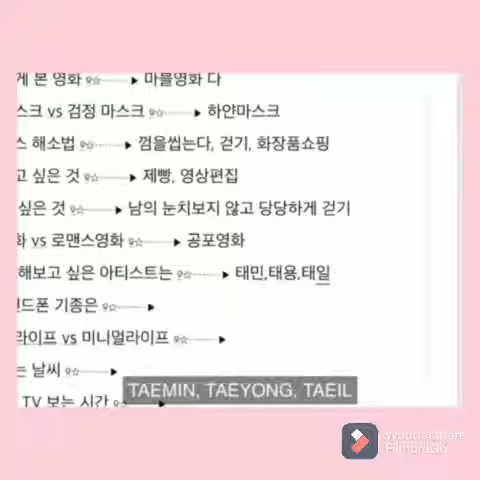 게 본 영화 ♀☆┈┈┈▶ 마블영화 다
스크 vs 검정 마스크 ♀☆┈┈┈▶ 하얀마스크
스 해소법 ♀☆┈┈┈▶ 껌을씹는다, 걷기, 화장품쇼핑
고 싶은 것 ♀☆┈┈┈▶ 제빵, 영상편집
싶은 것 ♀☆┈┈┈▶ 남의 눈치보지 않고 당당하게 걷기
화 vs 로맨스영화 ♀☆┈┈┈▶ 공포영화
해보고 싶은 아티스트는 ♀☆┈┈┈▶ 태민,태용,태일
드폰 기종은 ♀☆┈┈┈▶
라이프 vs 미니멀라이프 ♀☆┈┈┈▶
는 날씨 ♀☆┈┈┈▶
TV 보는 시간 ♀☆┈┈┈▶
TAEMIN, TAEYONG, TAEIL
Wondershare
Filmora